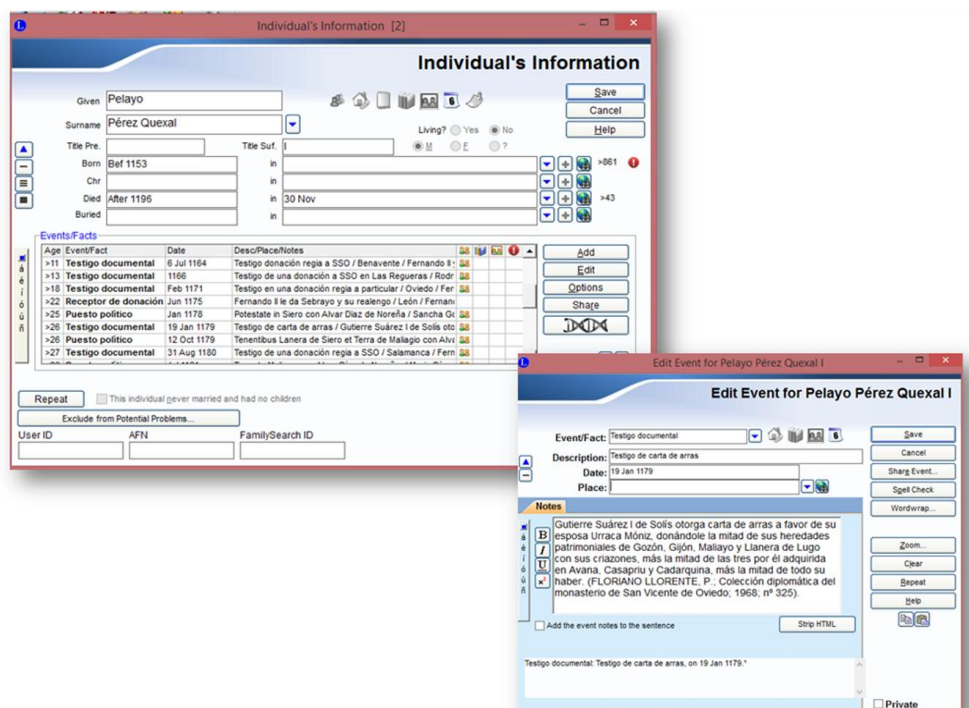 Individual's Information [2]
Individual's Information
Given Pelayo
Save
Surname Pérez Quexal
Cancel
Living? Yes No
Help
Title Pre. Title Suf. I
M F ?
Born Bef 1153 in >861
Chr in
Died After 1196 in 30 Nov >43
Buried in
Events/Facts
Age Event/Fact Date Desc/Place/Notes
>11 Testigo documental 6 Jul 1164 Testigo donación regia a SSO / Benavente / Fernando II
>13 Testigo documental 1166 Testigo de una donación a SSO en Las Regueras / Rodr
>18 Testigo documental Feb 1171 Testigo en una donación regia a particular / Oviedo / Fer
>22 Receptor de donación Jun 1175 Fernando II le da Sebrayo y su realengo / León / Fernan
>25 Puesto político Jan 1178 Potestate in Siero con Alvar Díaz de Noreña / Sancha Go
>26 Testigo documental 19 Jan 1179 Testigo de carta de arras / Gutierre Suárez I de Solís oto
>26 Puesto político 12 Oct 1179 Tenentibus Lanera de Siero et Terra de Maliagio con Alva
>27 Testigo documental 31 Aug 1180 Testigo de una donación regia a SSO / Salamanca / Fern
á
é
í
ó
ú
ñ
Add
Edit
Options
Share
Repeat This individual never married and had no children
Exclude from Potential Problems...
User ID AFN FamilySearch ID
Edit Event for Pelayo Pérez Quexal I
Edit Event for Pelayo Pérez Quexal I
Event/Fact: Testigo documental
Description: Testigo de carta de arras
Date: 19 Jan 1179
Place:
Save
Cancel
Share Event...
Spell Check
Wordwrap...
Zoom...
Clear
Repeat
Help
Notes
á
é
í
ó
ú
ñ
B
I
U
x²
Gutierre Suárez I de Solís otorga carta de arras a favor de su
esposa Urraca Móniz, donándole la mitad de sus heredades
patrimoniales de Gozón, Gijón, Maliayo y Llanera de Lugo
con sus criazones, más la mitad de las tres por él adquirida
en Avana, Casapriu y Cadarquina, más la mitad de todo su
haber. (FLORIANO LLORENTE, P.; Colección diplomática del
monasterio de San Vicente de Oviedo; 1968; nº 325).
Add the event notes to the sentence
Strip HTML
Testigo documental: Testigo de carta de arras, on 19 Jan 1179.*
Private